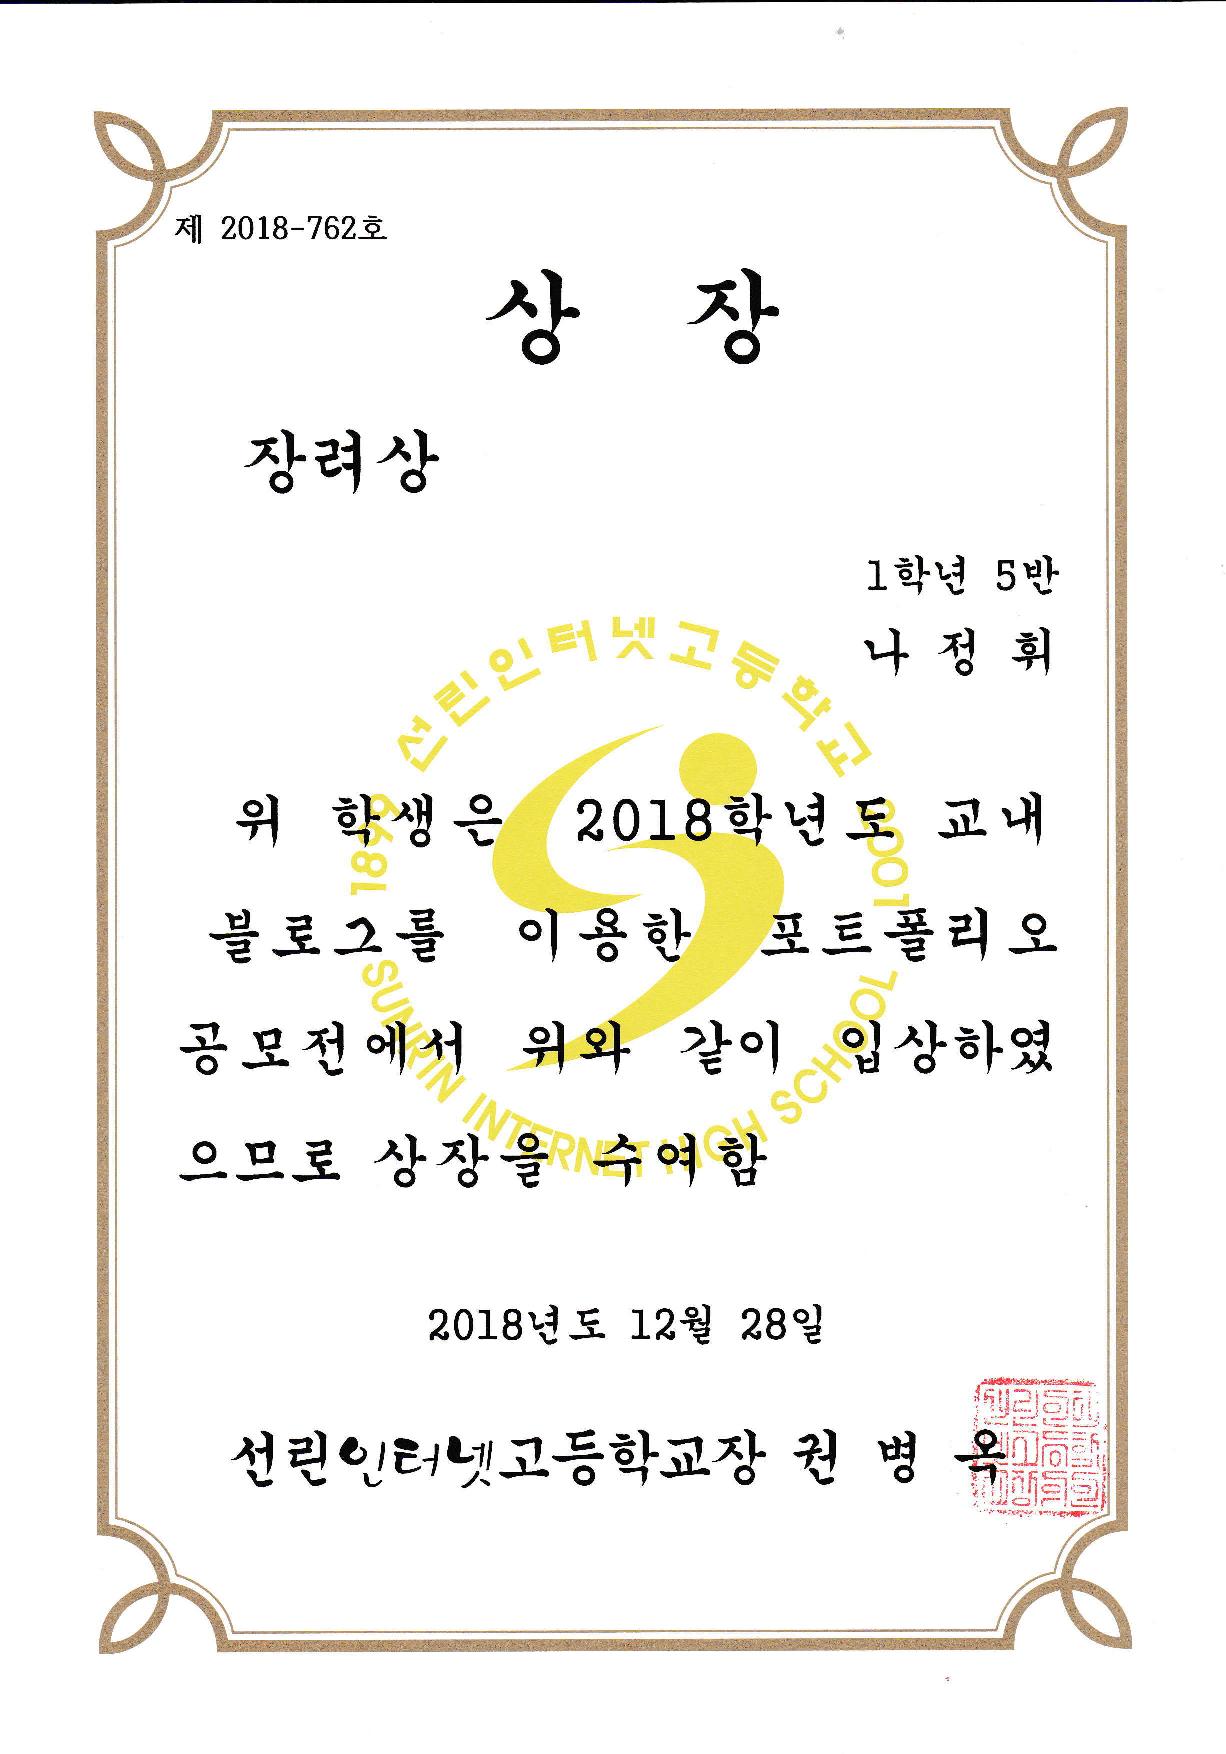 제 2018-762호
상 장
장려상
1학년 5반
나 정 휘
선린인터넷고등학교
1899
2001
SUNRIN INTERNET HIGH SCHOOL
위 학생은 2018학년도 교내
블로그를 이용한 포트폴리오
공모전에서 위와 같이 입상하였
으므로 상장을 수여함
2018년도 12월 28일
선린인터넷고등학교장 권 병 옥